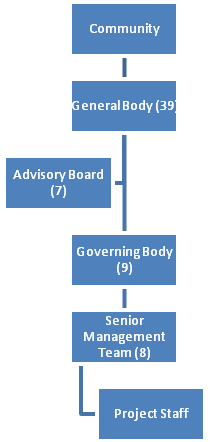 Community
General Body (39)
Advisory Board
(7)
Governing Body
(9)
Senior
Management
Team (8)
Project Staff